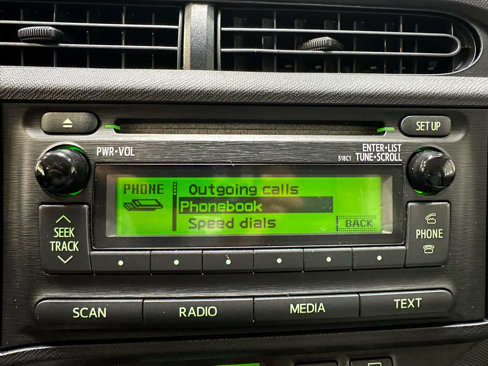 SET UP
PWR•VOL
ENTER•LIST
518C1 TUNE•SCROLL
PHONE
Outgoing calls
Phonebook
Speed dials
BACK
SEEK
TRACK
PHONE
SCAN
RADIO
MEDIA
TEXT